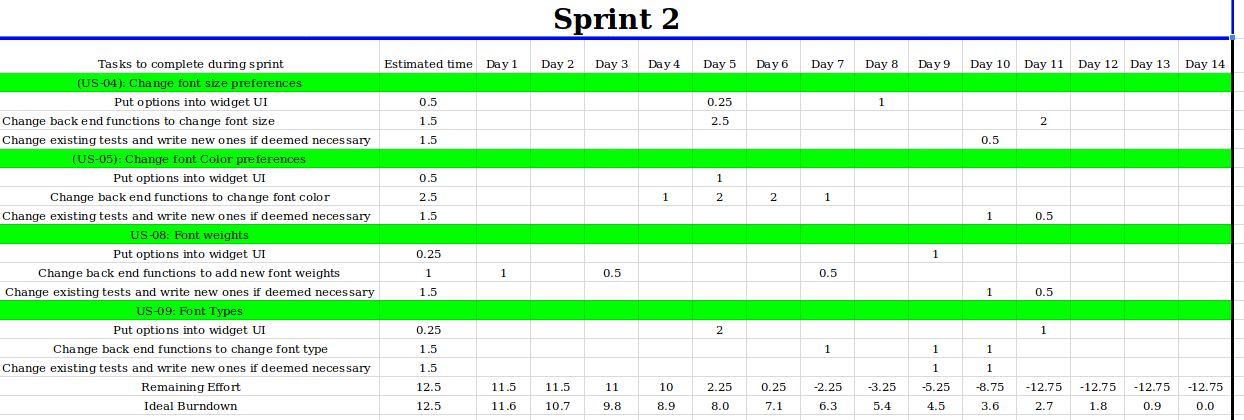 Sprint 2
Tasks to complete during sprint Estimated time Day 1 Day 2 Day 3 Day 4 Day 5 Day 6 Day 7 Day 8 Day 9 Day 10 Day 11 Day 12 Day 13 Day 14
(US-04): Change font size preferences
Put options into widget UI 0.5 0.25 1
Change back end functions to change font size 1.5 2.5 2
Change existing tests and write new ones if deemed necessary 1.5 0.5
(US-05): Change font Color preferences
Put options into widget UI 0.5 1
Change back end functions to change font color 2.5 1 2 2 1
Change existing tests and write new ones if deemed necessary 1.5 1 0.5
US-08: Font weights
Put options into widget UI 0.25 1
Change back end functions to add new font weights 1 1 0.5 0.5
Change existing tests and write new ones if deemed necessary 1.5 1 0.5
US-09: Font Types
Put options into widget UI 0.25 2 1
Change back end functions to change font type 1.5 1 1 1
Change existing tests and write new ones if deemed necessary 1.5 1 1
Remaining Effort 12.5 11.5 11.5 11 10 2.25 0.25 -2.25 -3.25 -5.25 -8.75 -12.75 -12.75 -12.75 -12.75
Ideal Burndown 12.5 11.6 10.7 9.8 8.9 8.0 7.1 6.3 5.4 4.5 3.6 2.7 1.8 0.9 0.0